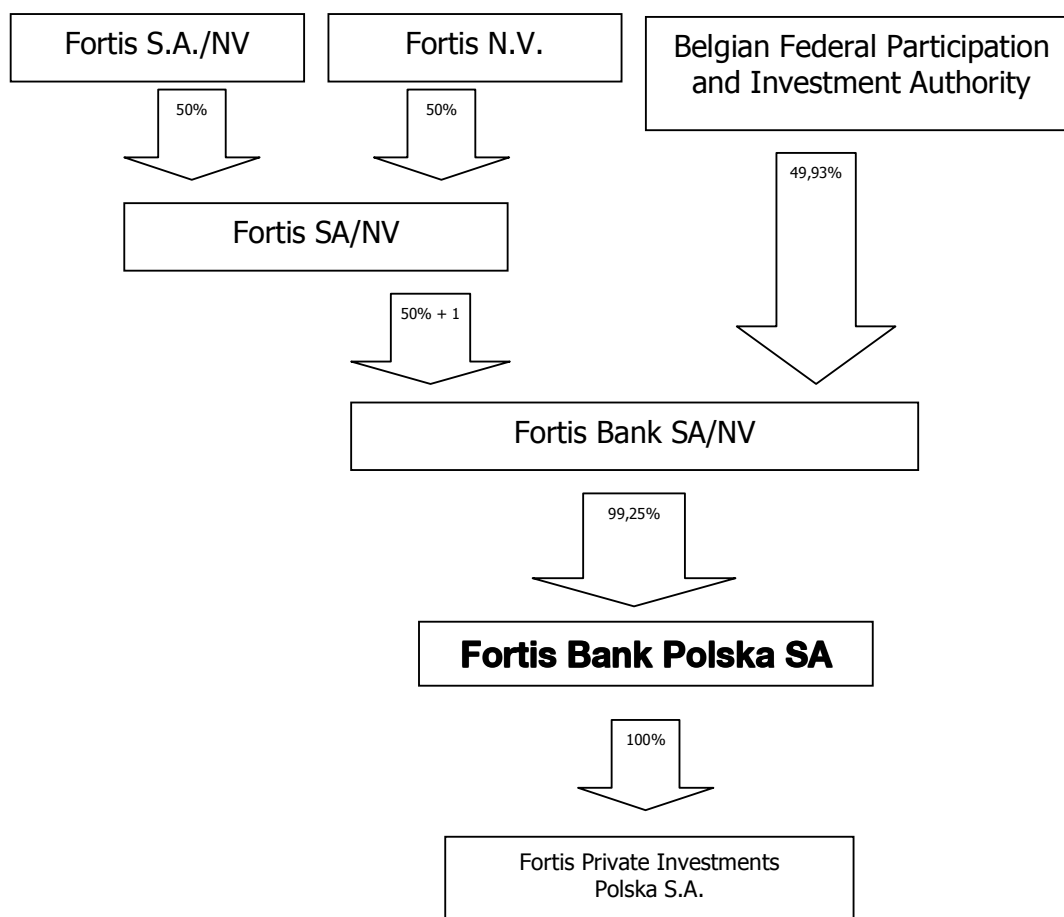 Fortis S.A./NV
Fortis N.V.
Belgian Federal Participation
and Investment Authority
50%
50%
49,93%
Fortis SA/NV
50% + 1
Fortis Bank SA/NV
99,25%
Fortis Bank Polska SA
100%
Fortis Private Investments
Polska S.A.